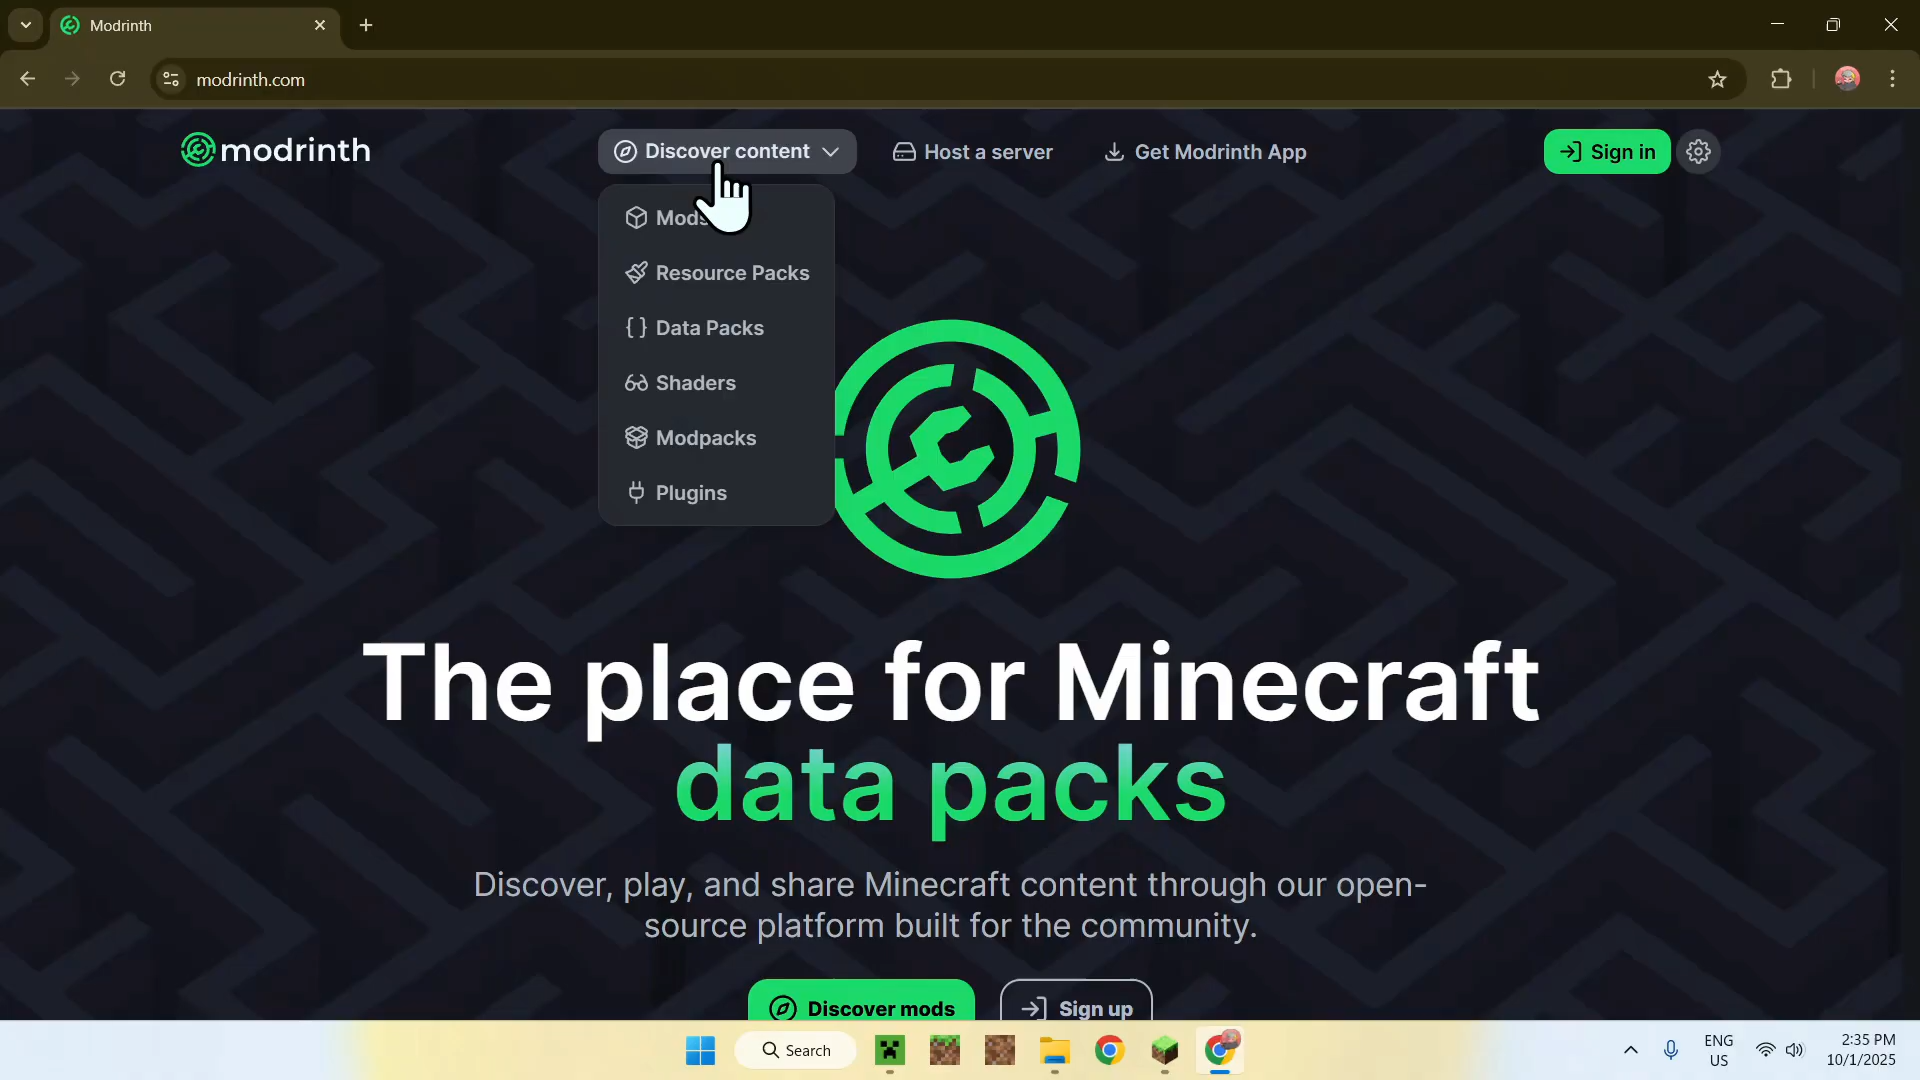 Modrinth
modrinth.com
modrinth
Discover content
Host a server
Get Modrinth App
Sign in
Mods
Resource Packs
Data Packs
Shaders
Modpacks
Plugins
The place for Minecraft
data packs
Discover, play, and share Minecraft content through our open-
source platform built for the community.
Discover mods
Sign up
Search
ENG
US
2:35 PM
10/1/2025